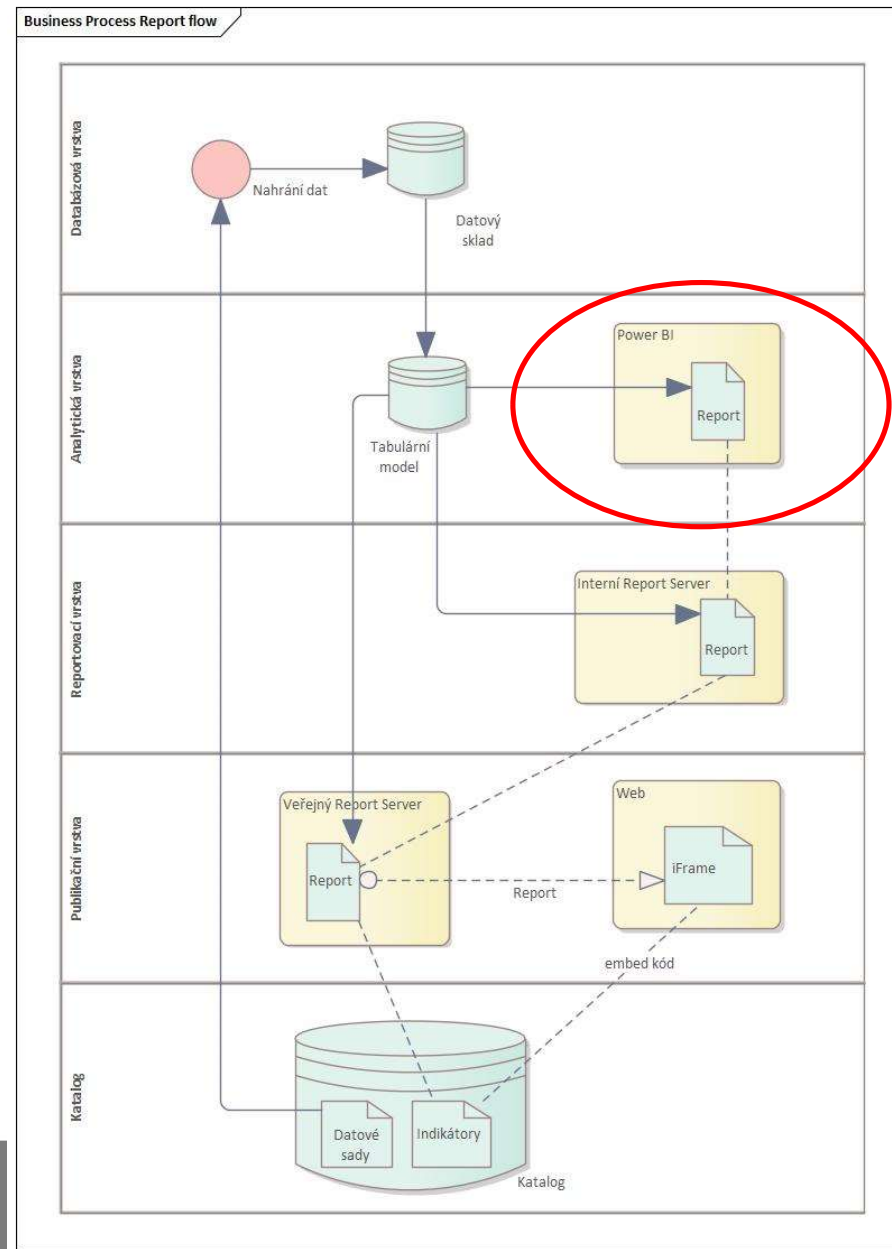 Business Process Report flow
Databázová vrstva
Nahrání dat
Datový
sklad
Analytická vrstva
Tabulární
model
Power BI
Report
Reportovací vrstva
Interní Report Server
Report
Publikační vrstva
Veřejný Report Server
Report
Report
Web
iFrame
embed kód
Katalog
Datové
sady
Indikátory
Katalog